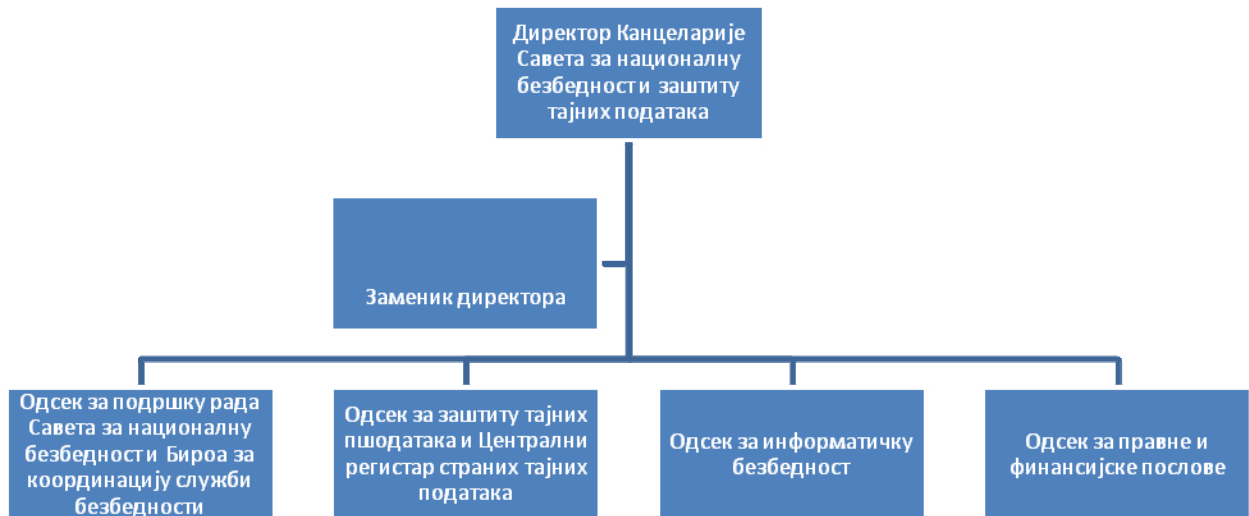 Директор Канцеларије
Савета за националну
безбедност и заштиту
тајних података
Заменик директора
Одсек за подршку рада
Савета за националну
безбедност и Бироа за
координацију служби
безбедности
Одсек за заштиту тајних
пшодатака и Централни
регистар страних тајних
података
Одсек за информатичку
безбедност
Одсек за правне и
финансијске послове